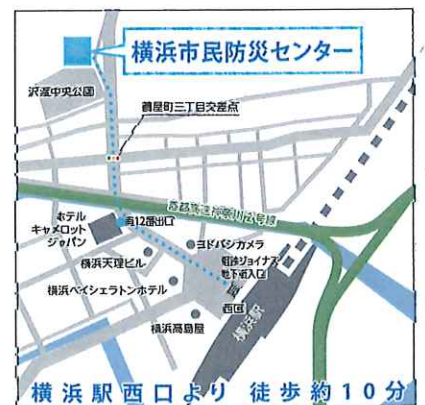 横浜市民防災センター
沢渡中央公園
鶴屋町三丁目交差点
首都高速神奈川2号線
ホテル
キャメロット
ジャパン
南12番出口
ヨドバシカメラ
横浜天理ビル
相鉄ジョイナス
地下街入口
横浜ベイシェラトンホテル
西口
横浜高島屋
横浜駅
横浜駅西口より 徒歩約10分